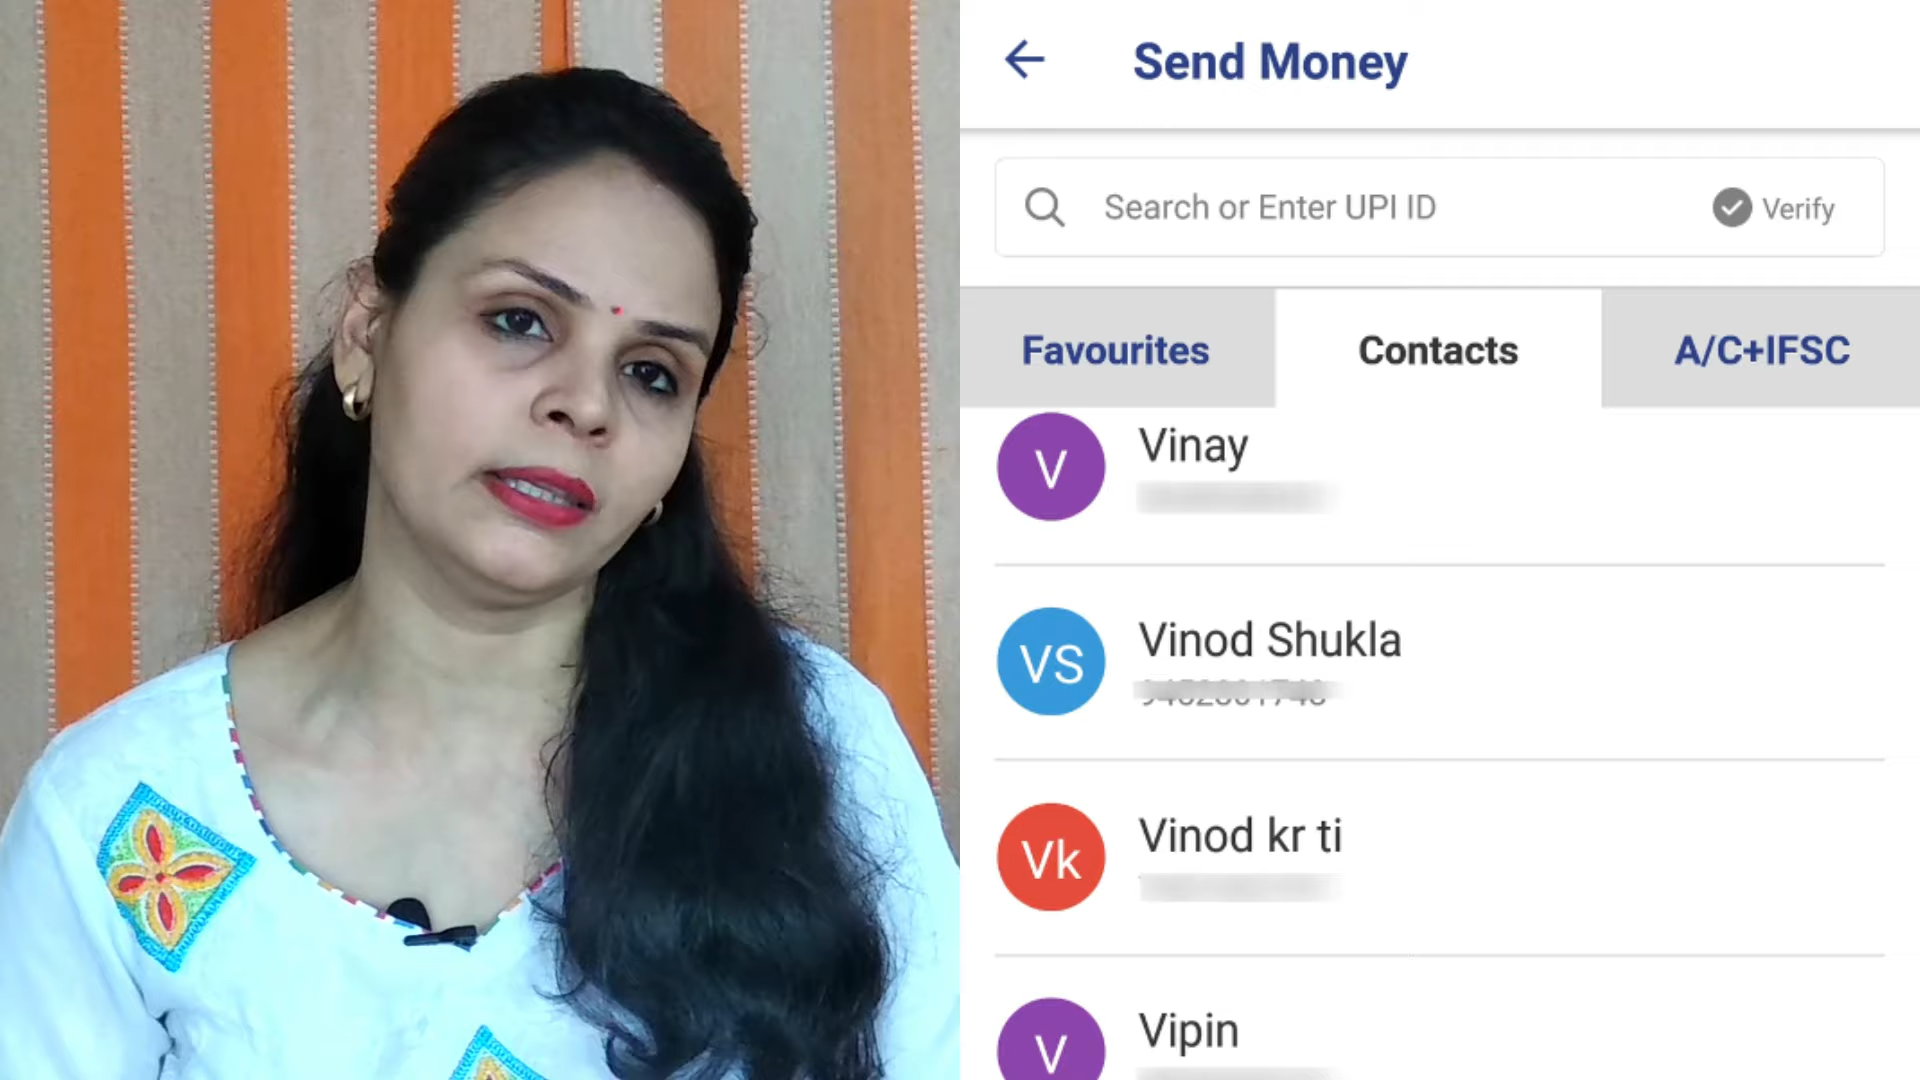 Send Money
Search or Enter UPI ID
Verify
Favourites
Contacts
A/C+IFSC
V
Vinay
VS
Vinod Shukla
Vk
Vinod kr ti
V
Vipin